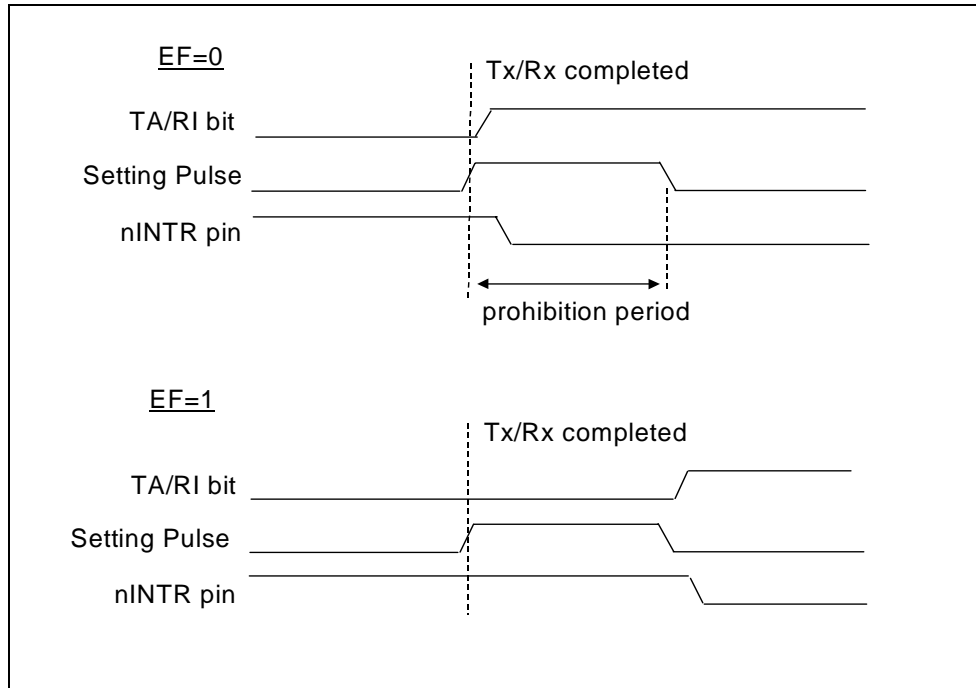 EF=0
Tx/Rx completed
TA/RI bit
Setting Pulse
nINTR pin
prohibition period
EF=1
Tx/Rx completed
TA/RI bit
Setting Pulse
nINTR pin